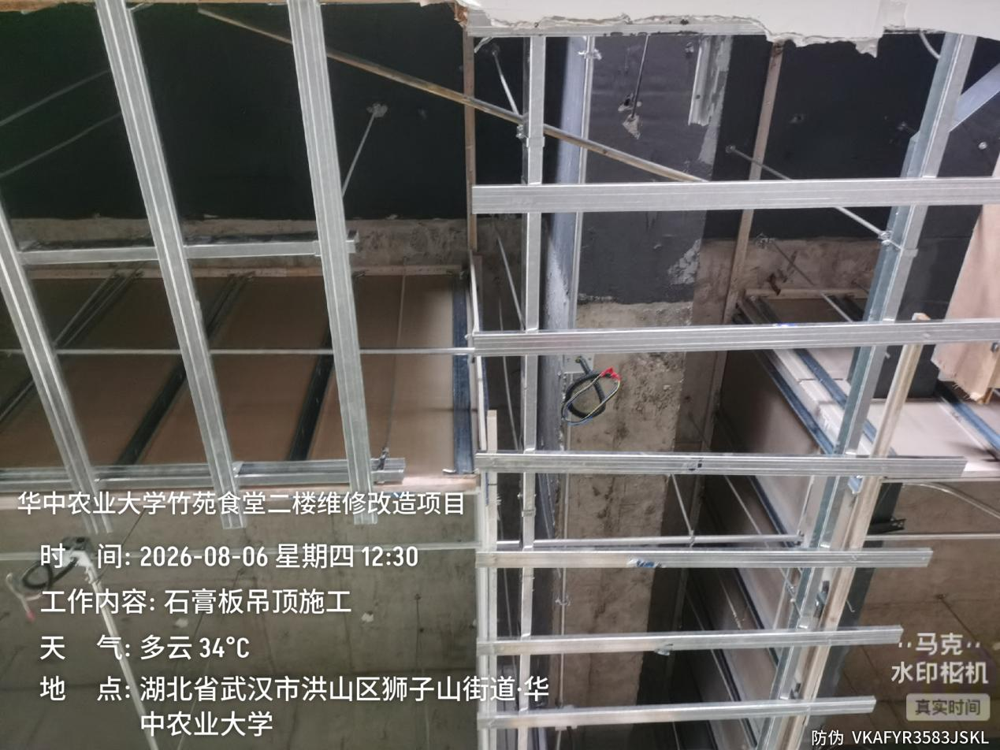 华中农业大学竹苑食堂二楼维修改造项目
时 间: 2026-08-06 星期四 12:30
工作内容: 石膏板吊顶施工
天 气: 多云 34°C
地 点: 湖北省武汉市洪山区狮子山街道·华
中农业大学
马克
水印相机
真实时间
防伪 VKAFYR3583JSKL